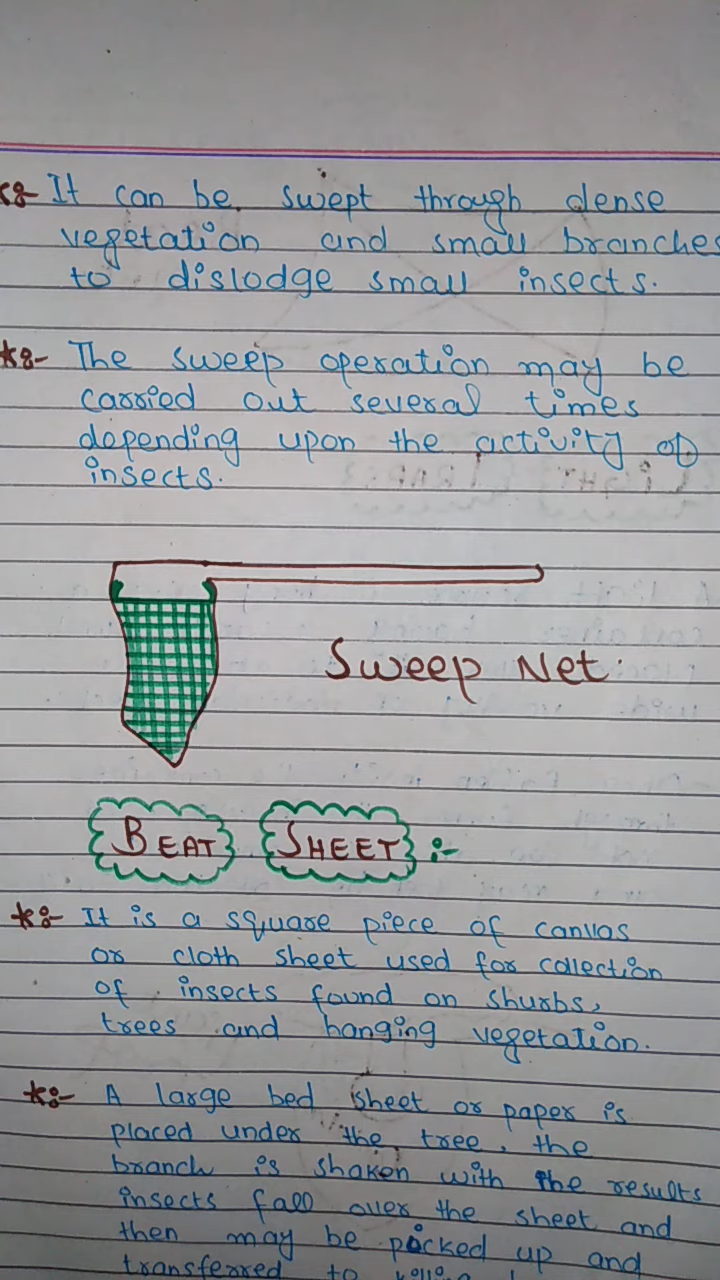 *:- It can be swept through dense
vegetation and small branches
to dislodge small insects.
*:- The sweep operation may be
carried out several times
depending upon the activity of
insects.
Sweep Net.
BEAT SHEET :-
*:- It is a square piece of canvas
or cloth sheet used for collection
of insects found on shurbs,
trees and hanging vegetation.
*:- A large bed sheet or paper is
placed under the tree, the
branch is shaken with the results
insects fall over the sheet and
then may be picked up and
transferred to